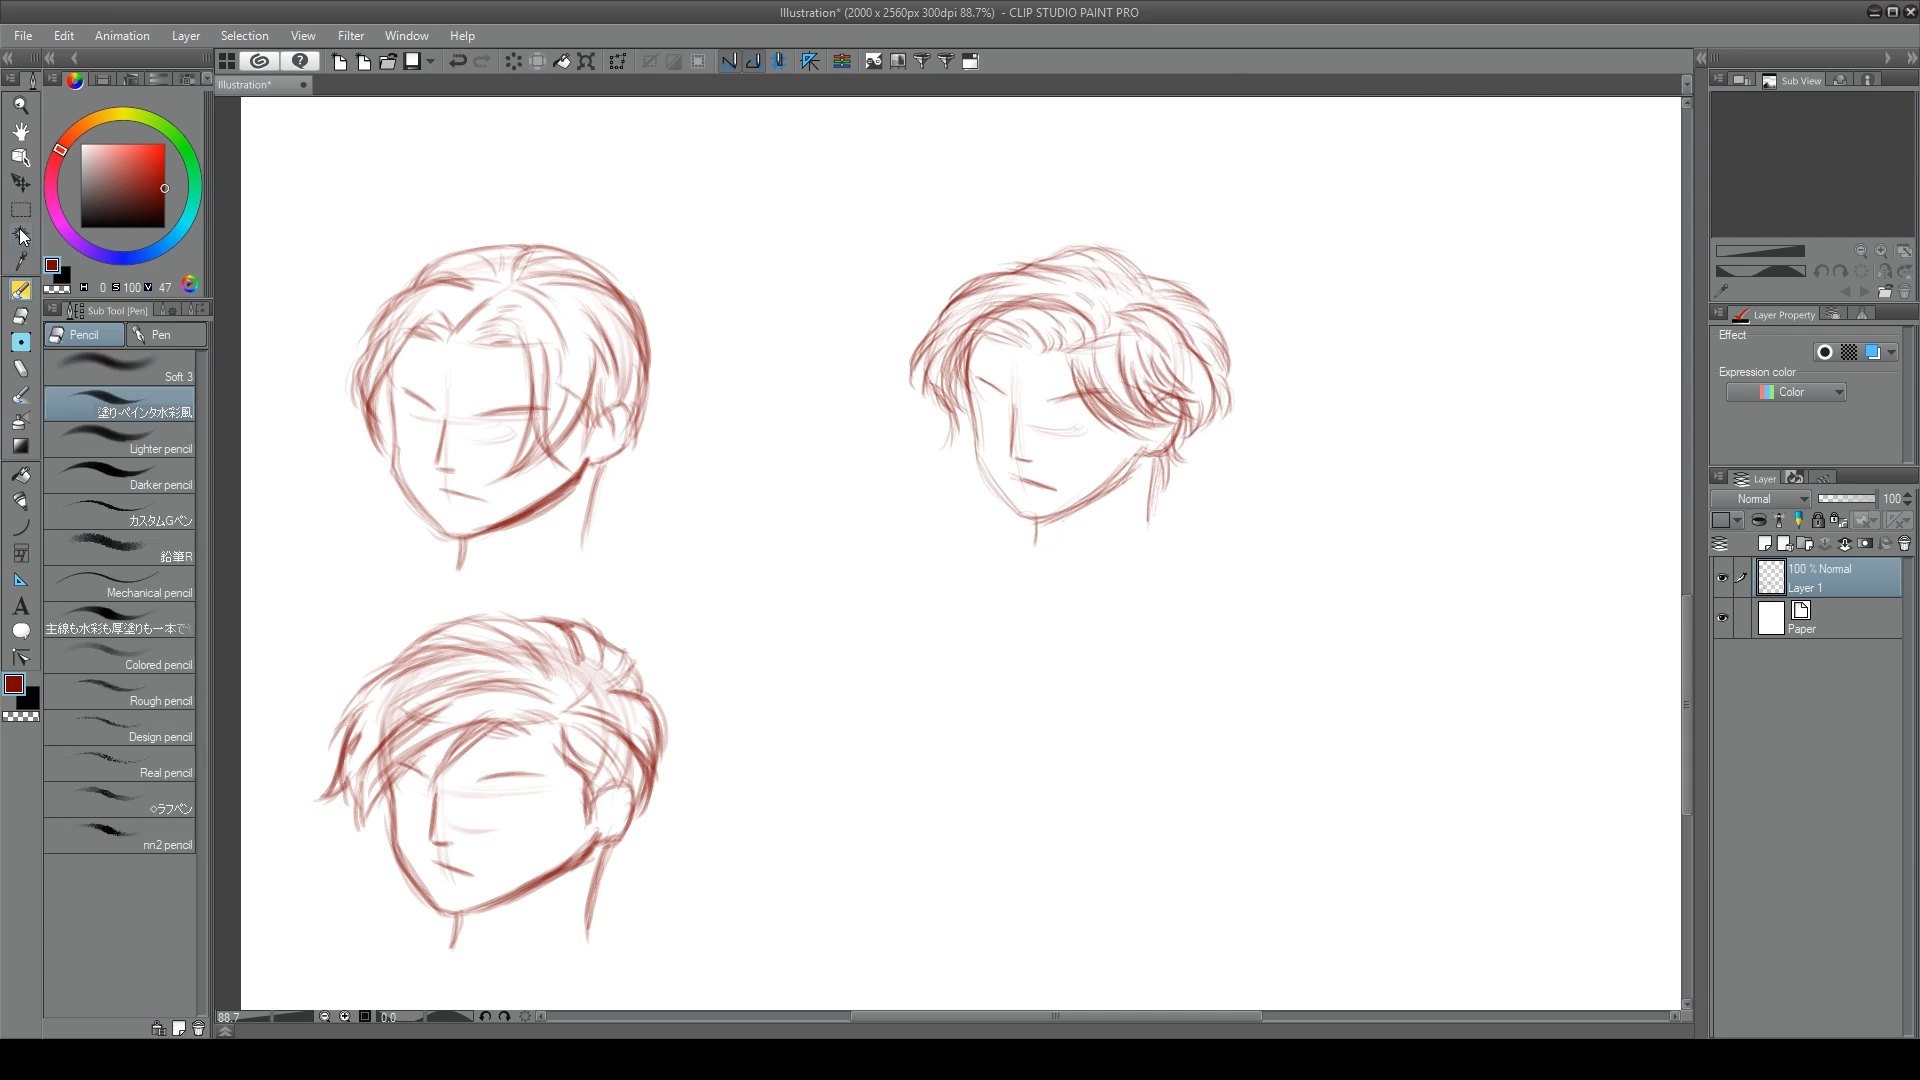 Illustration* (2000 x 2560px 300dpi 88.7%) - CLIP STUDIO PAINT PRO
File Edit Animation Layer Selection View Filter Window Help
Illustration*
Sub View
H 0 S 100 V 47
Sub Tool [Pen]
Pencil Pen
Soft 3
塗り-ペインタ水彩風
Lighter pencil
Darker pencil
カスタムGペン
鉛筆R
Mechanical pencil
主線も水彩も厚塗りも一本で
Colored pencil
Rough pencil
Design pencil
Real pencil
◇ラフペン
nn2 pencil
88.7
0.0
Layer Property
Effect
Expression color
Color
Layer
Normal 100
100 % Normal
Layer 1
Paper